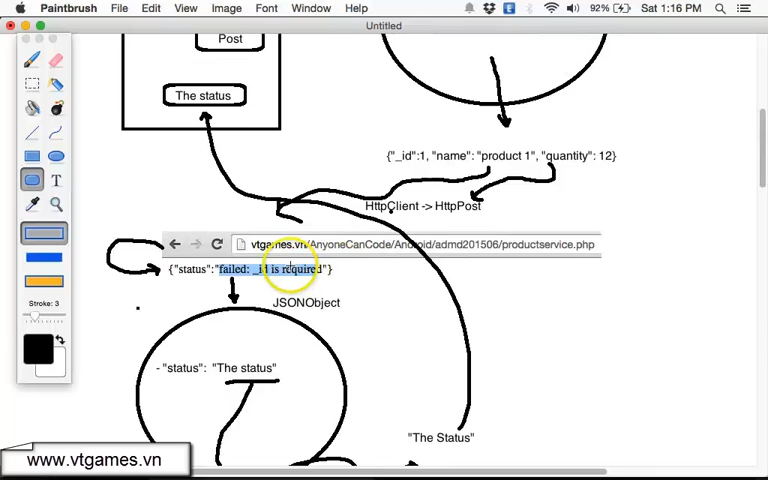 Paintbrush File Edit View Image Font Window Help 92% Sat 1:16 PM
Untitled
Post
The status
{"_id":1, "name": "product 1", "quantity": 12}
HttpClient -> HttpPost
vtgames.vn/AnyoneCanCode/Android/admd201506/productservice.php
{"status":"failed: _id is required"}
JSONObject
- "status": "The status"
"The Status"
T
Stroke: 3
www.vtgames.vn